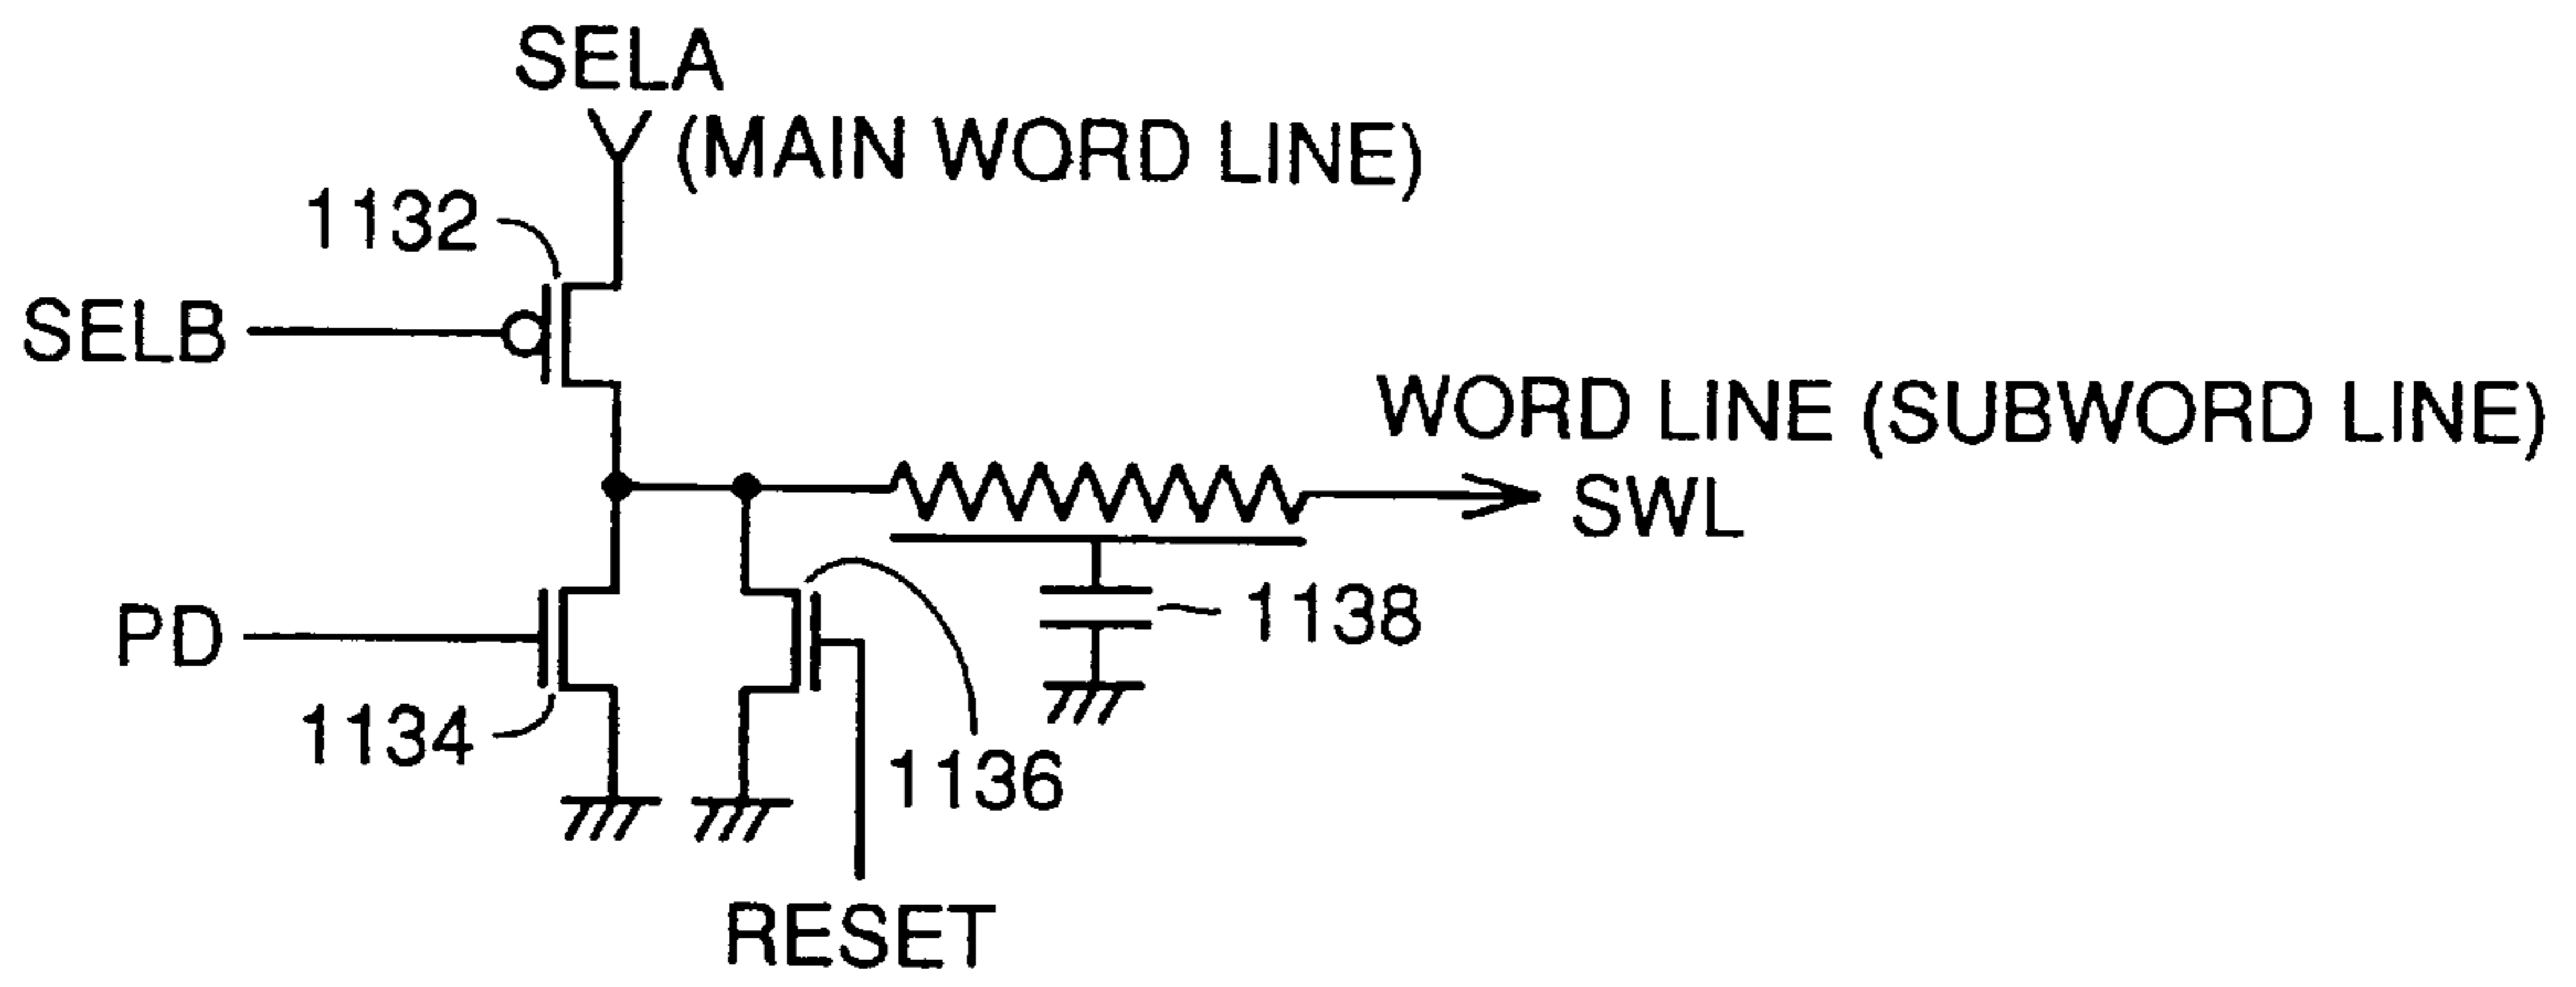 SELA
(MAIN WORD LINE)
1132
SELB
WORD LINE (SUBWORD LINE)
SWL
PD
1138
1134
1136
RESET